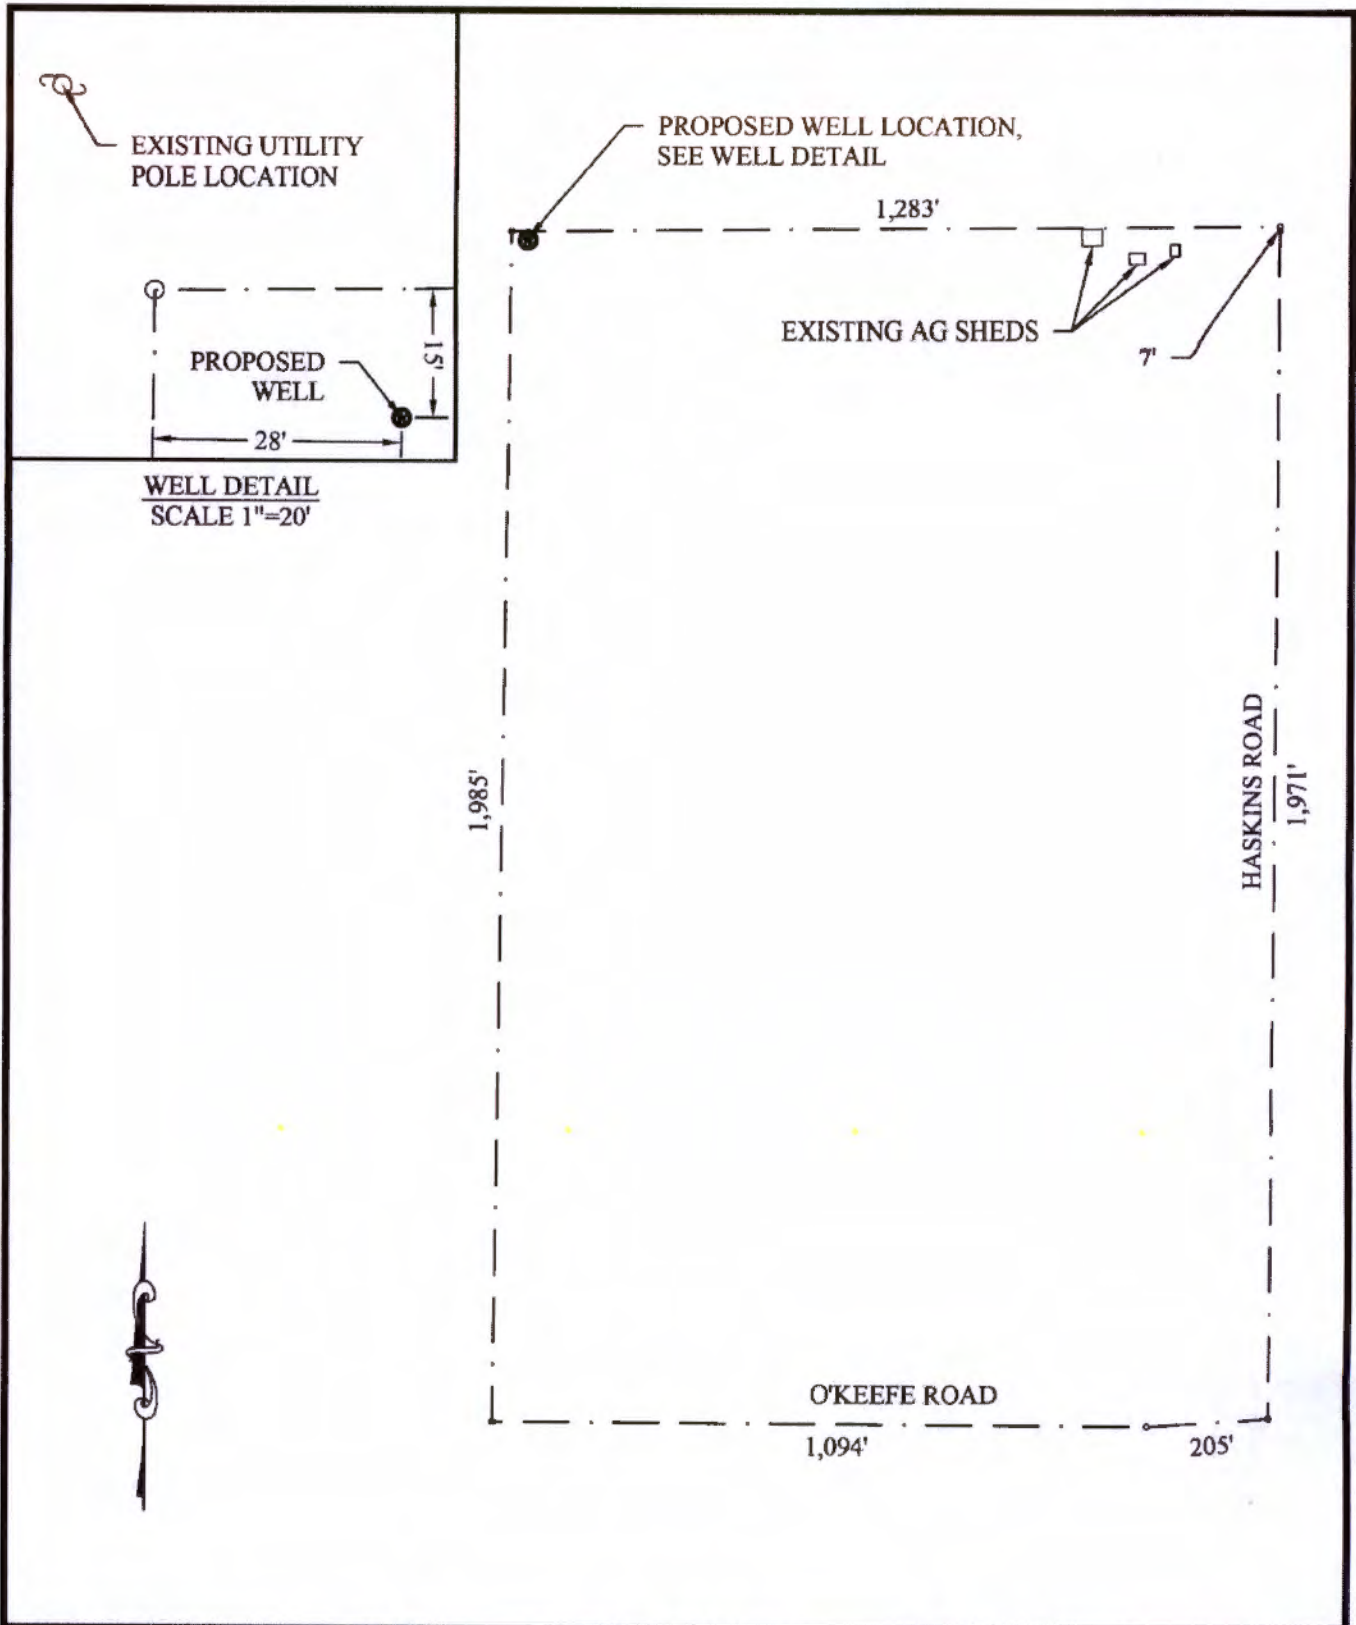 EXISTING UTILITY
POLE LOCATION
PROPOSED
WELL
15'
28'
WELL DETAIL
SCALE 1"=20'
PROPOSED WELL LOCATION,
SEE WELL DETAIL
1,283'
EXISTING AG SHEDS
7'
1,985'
HASKINS ROAD
1,971'
O'KEEFE ROAD
1,094'
205'